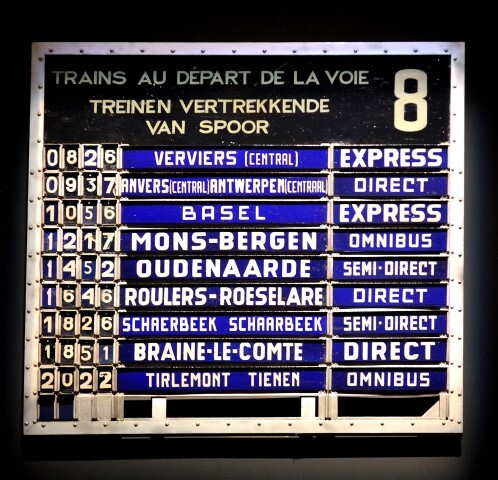 TRAINS AU DÉPART DE LA VOIE 8
TREINEN VERTREKKENDE
VAN SPOOR
0826 VERVIERS (CENTRAL) EXPRESS
0937 ANVERS(CENTRAL)ANTWERPEN(CENTRAAL) DIRECT
1056 BASEL EXPRESS
1217 MONS-BERGEN OMNIBUS
1452 OUDENAARDE SEMI-DIRECT
1646 ROULERS-ROESELARE DIRECT
1826 SCHAERBEEK SCHAARBEEK SEMI-DIRECT
1851 BRAINE-LE-COMTE DIRECT
2022 TIRLEMONT TIENEN OMNIBUS